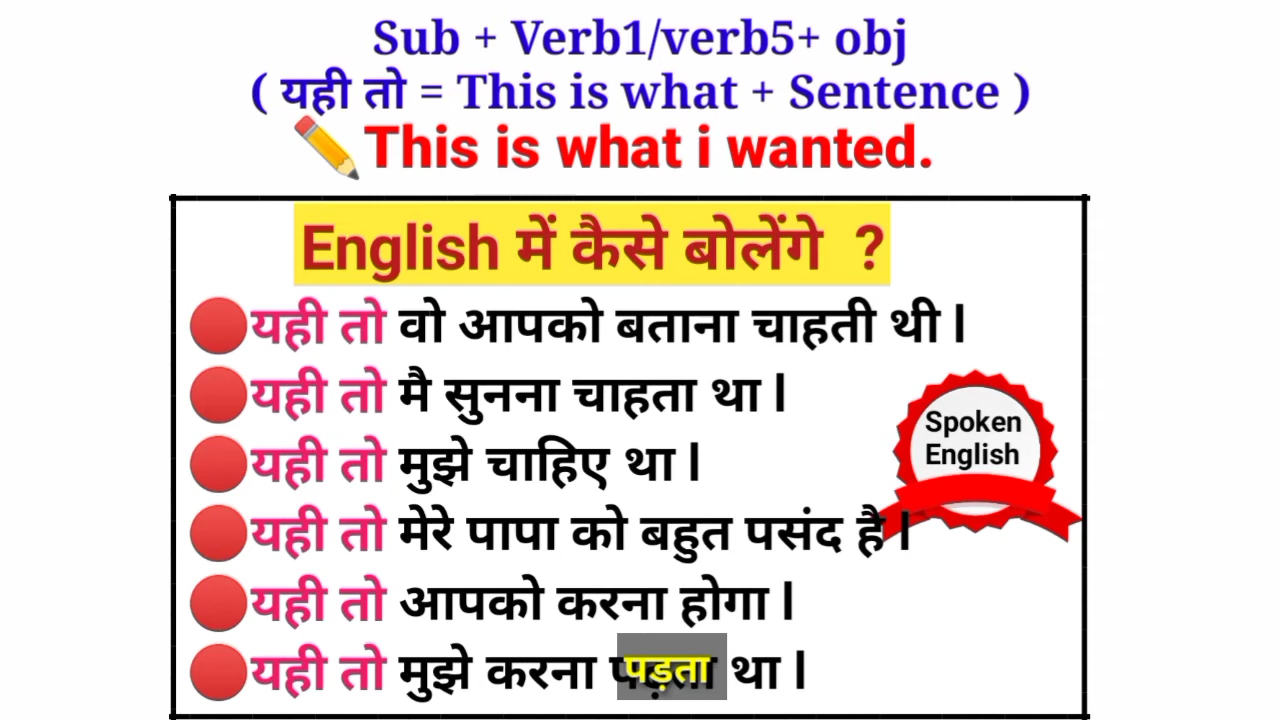 Sub + Verb1/verb5+ obj
( यही तो = This is what + Sentence )
This is what i wanted.
English में कैसे बोलेंगे ?
यही तो वो आपको बताना चाहती थी l
यही तो मै सुनना चाहता था l
यही तो मुझे चाहिए था l
यही तो मेरे पापा को बहुत पसंद है l
यही तो आपको करना होगा l
यही तो मुझे करना पड़ता था l
Spoken
English